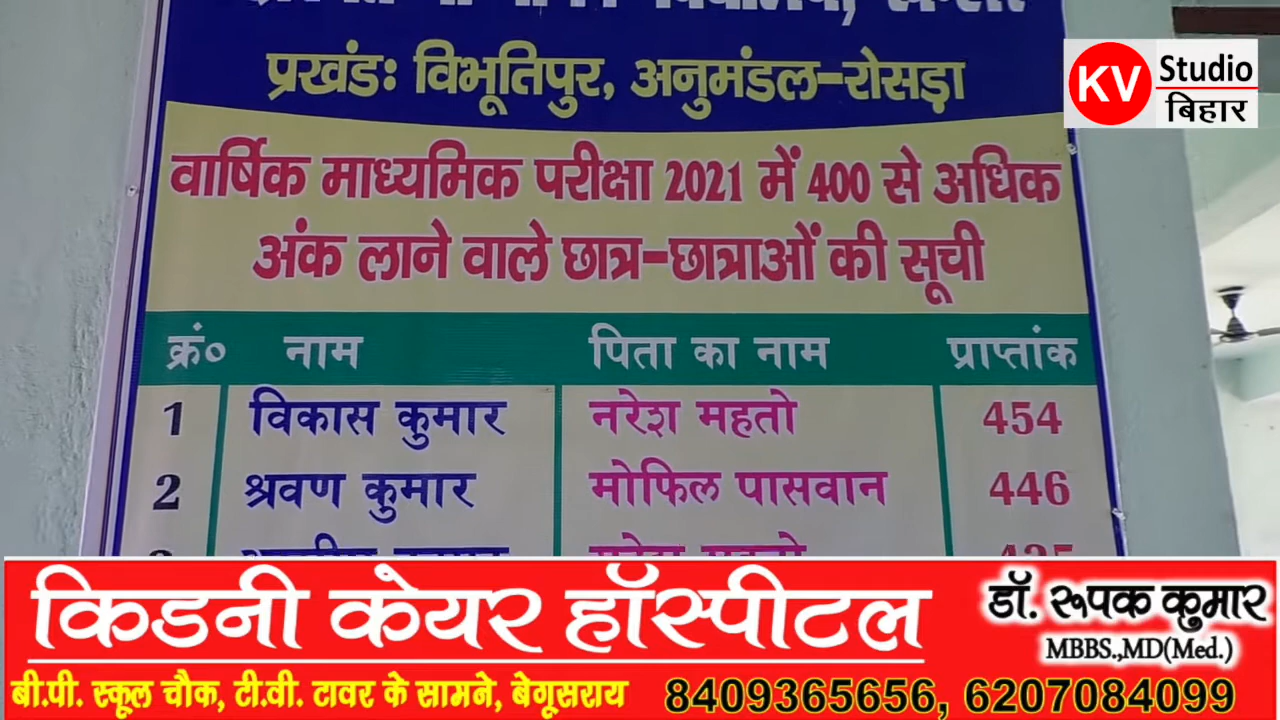 प्रखंडः विभूतिपुर, अनुमंडल-रोसड़ा
KV Studio
बिहार
वार्षिक माध्यमिक परीक्षा 2021 में 400 से अधिक
अंक लाने वाले छात्र-छात्राओं की सूची
क्रं० नाम पिता का नाम प्राप्तांक
1 विकास कुमार नरेश महतो 454
2 श्रवण कुमार मोफिल पासवान 446
किडनी केयर हॉस्पीटल
डॉ. रूपक कुमार
MBBS.,MD(Med.)
बी.पी. स्कूल चौक, टी.वी. टावर के सामने, बेगूसराय
8409365656, 6207084099